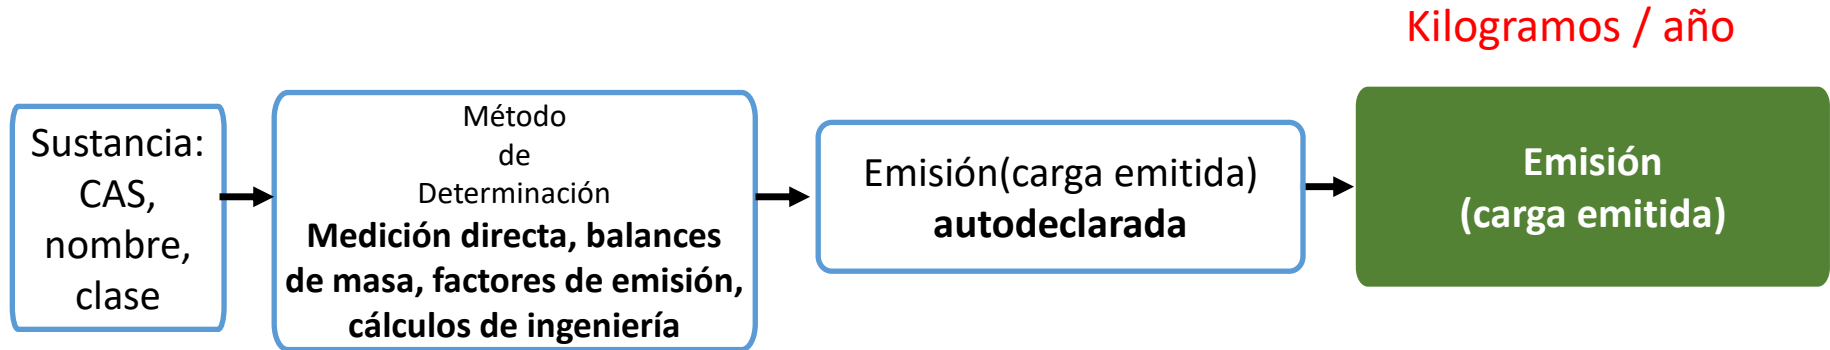 Kilogramos / año
Sustancia:
CAS,
nombre,
clase
Método
de
Determinación
Medición directa, balances
de masa, factores de emisión,
cálculos de ingeniería
Emisión(carga emitida)
autodeclarada
Emisión
(carga emitida)